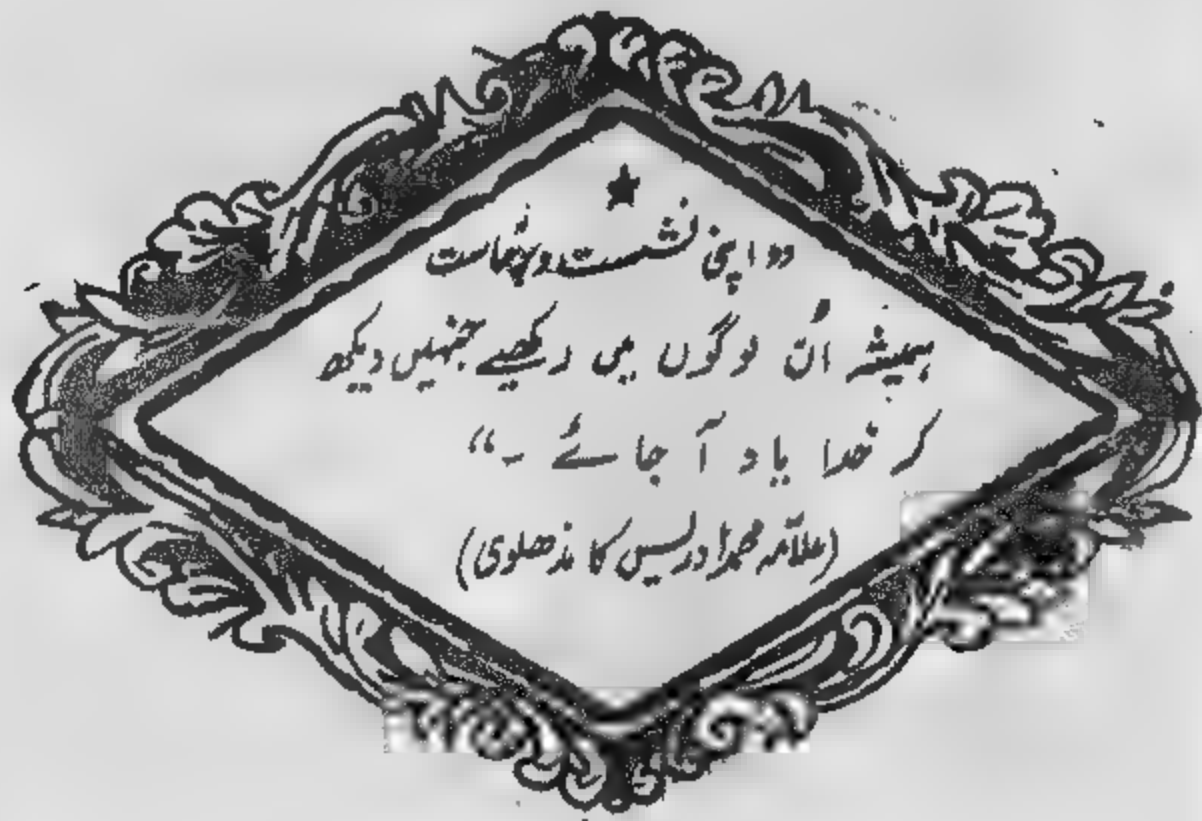 ”اپنی نشست و برخاست
ہمیشہ اُن لوگوں میں رکھیے جنہیں دیکھ
کر خدا یاد آ جائے ۔“
(علامہ محمد ادریس کاندھلوی)